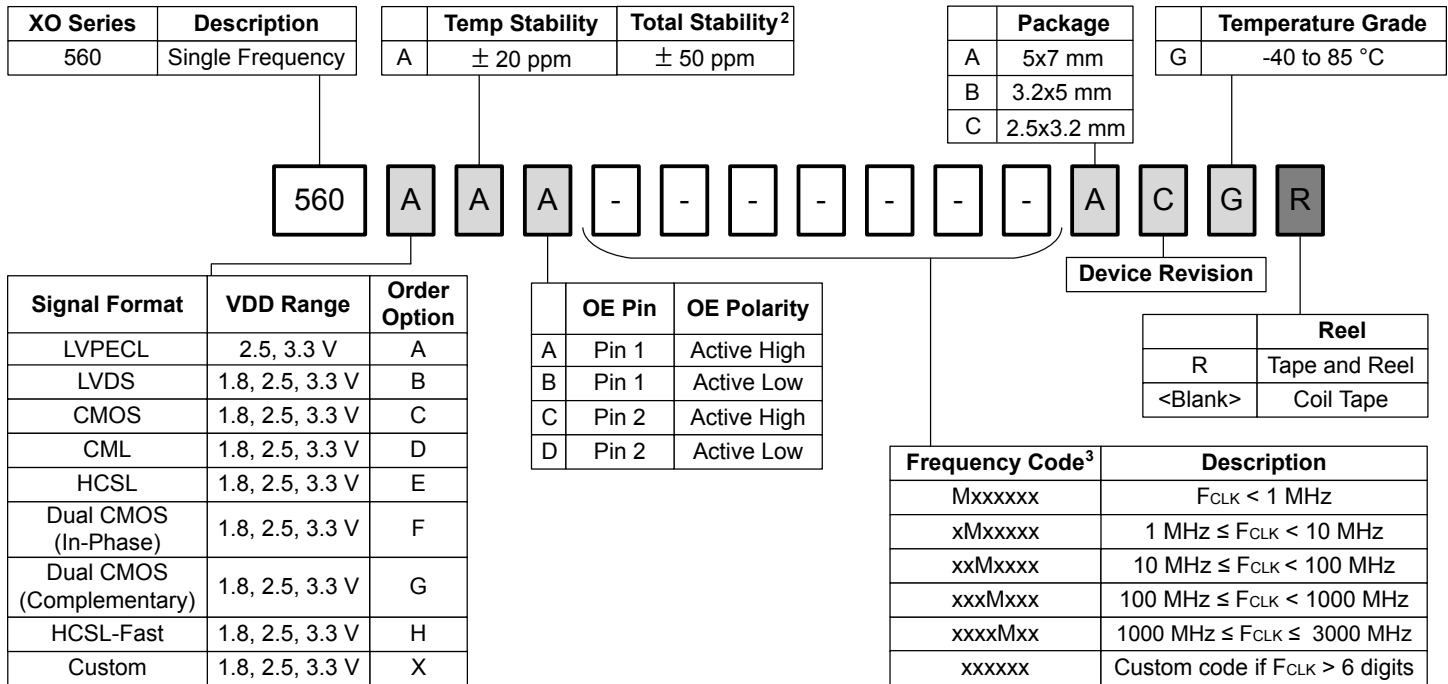 XO Series Description
560 Single Frequency
Temp Stability Total Stability²
A ± 20 ppm ± 50 ppm
Package
A 5x7 mm
B 3.2x5 mm
C 2.5x3.2 mm
Temperature Grade
G -40 to 85 °C
560 A A A - - - - - - - A C G R
Device Revision
Signal Format VDD Range Order Option
LVPECL 2.5, 3.3 V A
LVDS 1.8, 2.5, 3.3 V B
CMOS 1.8, 2.5, 3.3 V C
CML 1.8, 2.5, 3.3 V D
HCSL 1.8, 2.5, 3.3 V E
Dual CMOS (In-Phase) 1.8, 2.5, 3.3 V F
Dual CMOS (Complementary) 1.8, 2.5, 3.3 V G
HCSL-Fast 1.8, 2.5, 3.3 V H
Custom 1.8, 2.5, 3.3 V X
OE Pin OE Polarity
A Pin 1 Active High
B Pin 1 Active Low
C Pin 2 Active High
D Pin 2 Active Low
Reel
R Tape and Reel
<Blank> Coil Tape
Frequency Code³ Description
Mxxxxxx FCLK < 1 MHz
xMxxxxx 1 MHz ≤ FCLK < 10 MHz
xxMxxxx 10 MHz ≤ FCLK < 100 MHz
xxxMxxx 100 MHz ≤ FCLK < 1000 MHz
xxxxMxx 1000 MHz ≤ FCLK ≤ 3000 MHz
xxxxxx Custom code if FCLK > 6 digits